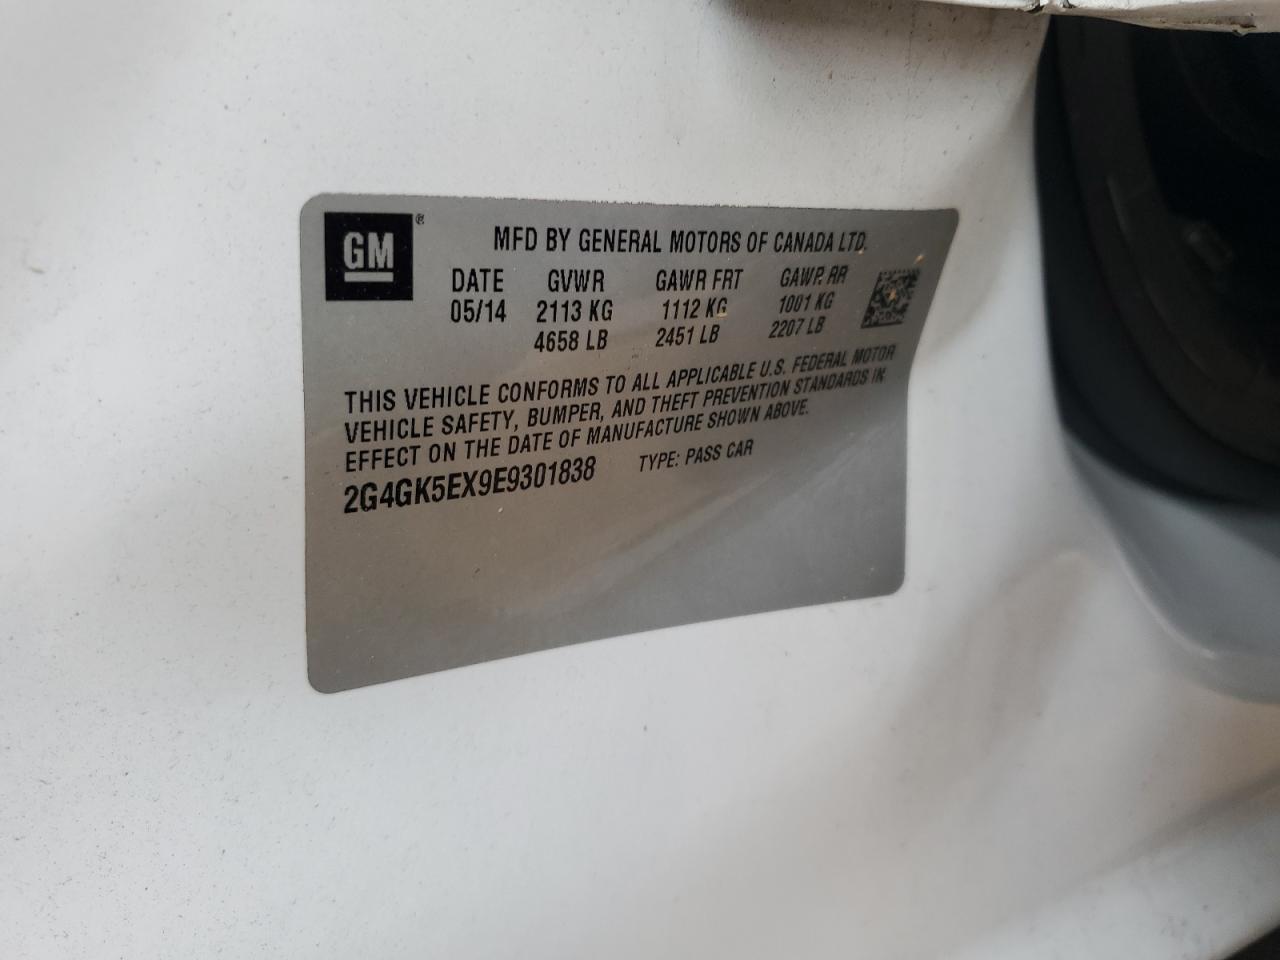 GM ®
MFD BY GENERAL MOTORS OF CANADA LTD.
DATE GVWR GAWR FRT GAWR RR
05/14 2113 KG 1112 KG 1001 KG
4658 LB 2451 LB 2207 LB
THIS VEHICLE CONFORMS TO ALL APPLICABLE U.S. FEDERAL MOTOR
VEHICLE SAFETY, BUMPER, AND THEFT PREVENTION STANDARDS IN
EFFECT ON THE DATE OF MANUFACTURE SHOWN ABOVE.
2G4GK5EX9E9301838 TYPE: PASS CAR